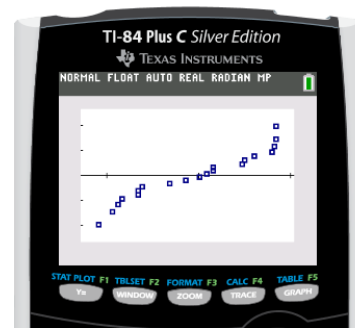 TI-84 Plus C Silver Edition
TEXAS INSTRUMENTS
NORMAL FLOAT AUTO REAL RADIAN MP
STAT PLOT F1 TBLSET F2 FORMAT F3 CALC F4 TABLE F5
Y= WINDOW ZOOM TRACE GRAPH